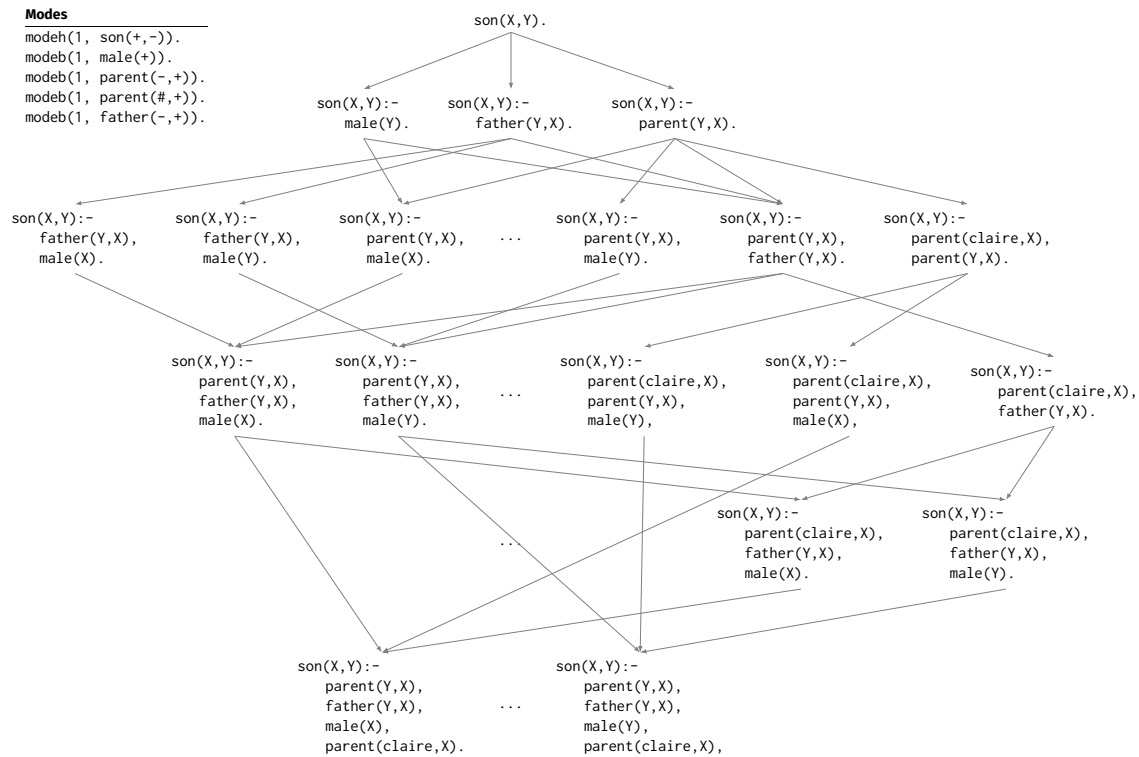 Modes
modeh(1, son(+,-)).
modeb(1, male(+)).
modeb(1, parent(-,+)).
modeb(1, parent(#,+)).
modeb(1, father(-,+)).
son(X,Y).
son(X,Y):-
male(Y).
son(X,Y):-
father(Y,X).
son(X,Y):-
parent(Y,X).
son(X,Y):-
father(Y,X),
male(X).
son(X,Y):-
father(Y,X),
male(Y).
son(X,Y):-
parent(Y,X),
male(X).
...
son(X,Y):-
parent(Y,X),
male(Y).
son(X,Y):-
parent(Y,X),
father(Y,X).
son(X,Y):-
parent(claire,X),
parent(Y,X).
son(X,Y):-
parent(Y,X),
father(Y,X),
male(X).
son(X,Y):-
parent(Y,X),
father(Y,X),
male(Y).
...
son(X,Y):-
parent(claire,X),
parent(Y,X),
male(Y),
son(X,Y):-
parent(claire,X),
parent(Y,X),
male(X),
son(X,Y):-
parent(claire,X),
father(Y,X).
...
son(X,Y):-
parent(claire,X),
father(Y,X),
male(X).
son(X,Y):-
parent(claire,X),
father(Y,X),
male(Y).
son(X,Y):-
parent(Y,X),
father(Y,X),
male(X),
parent(claire,X).
...
son(X,Y):-
parent(Y,X),
father(Y,X),
male(Y),
parent(claire,X),